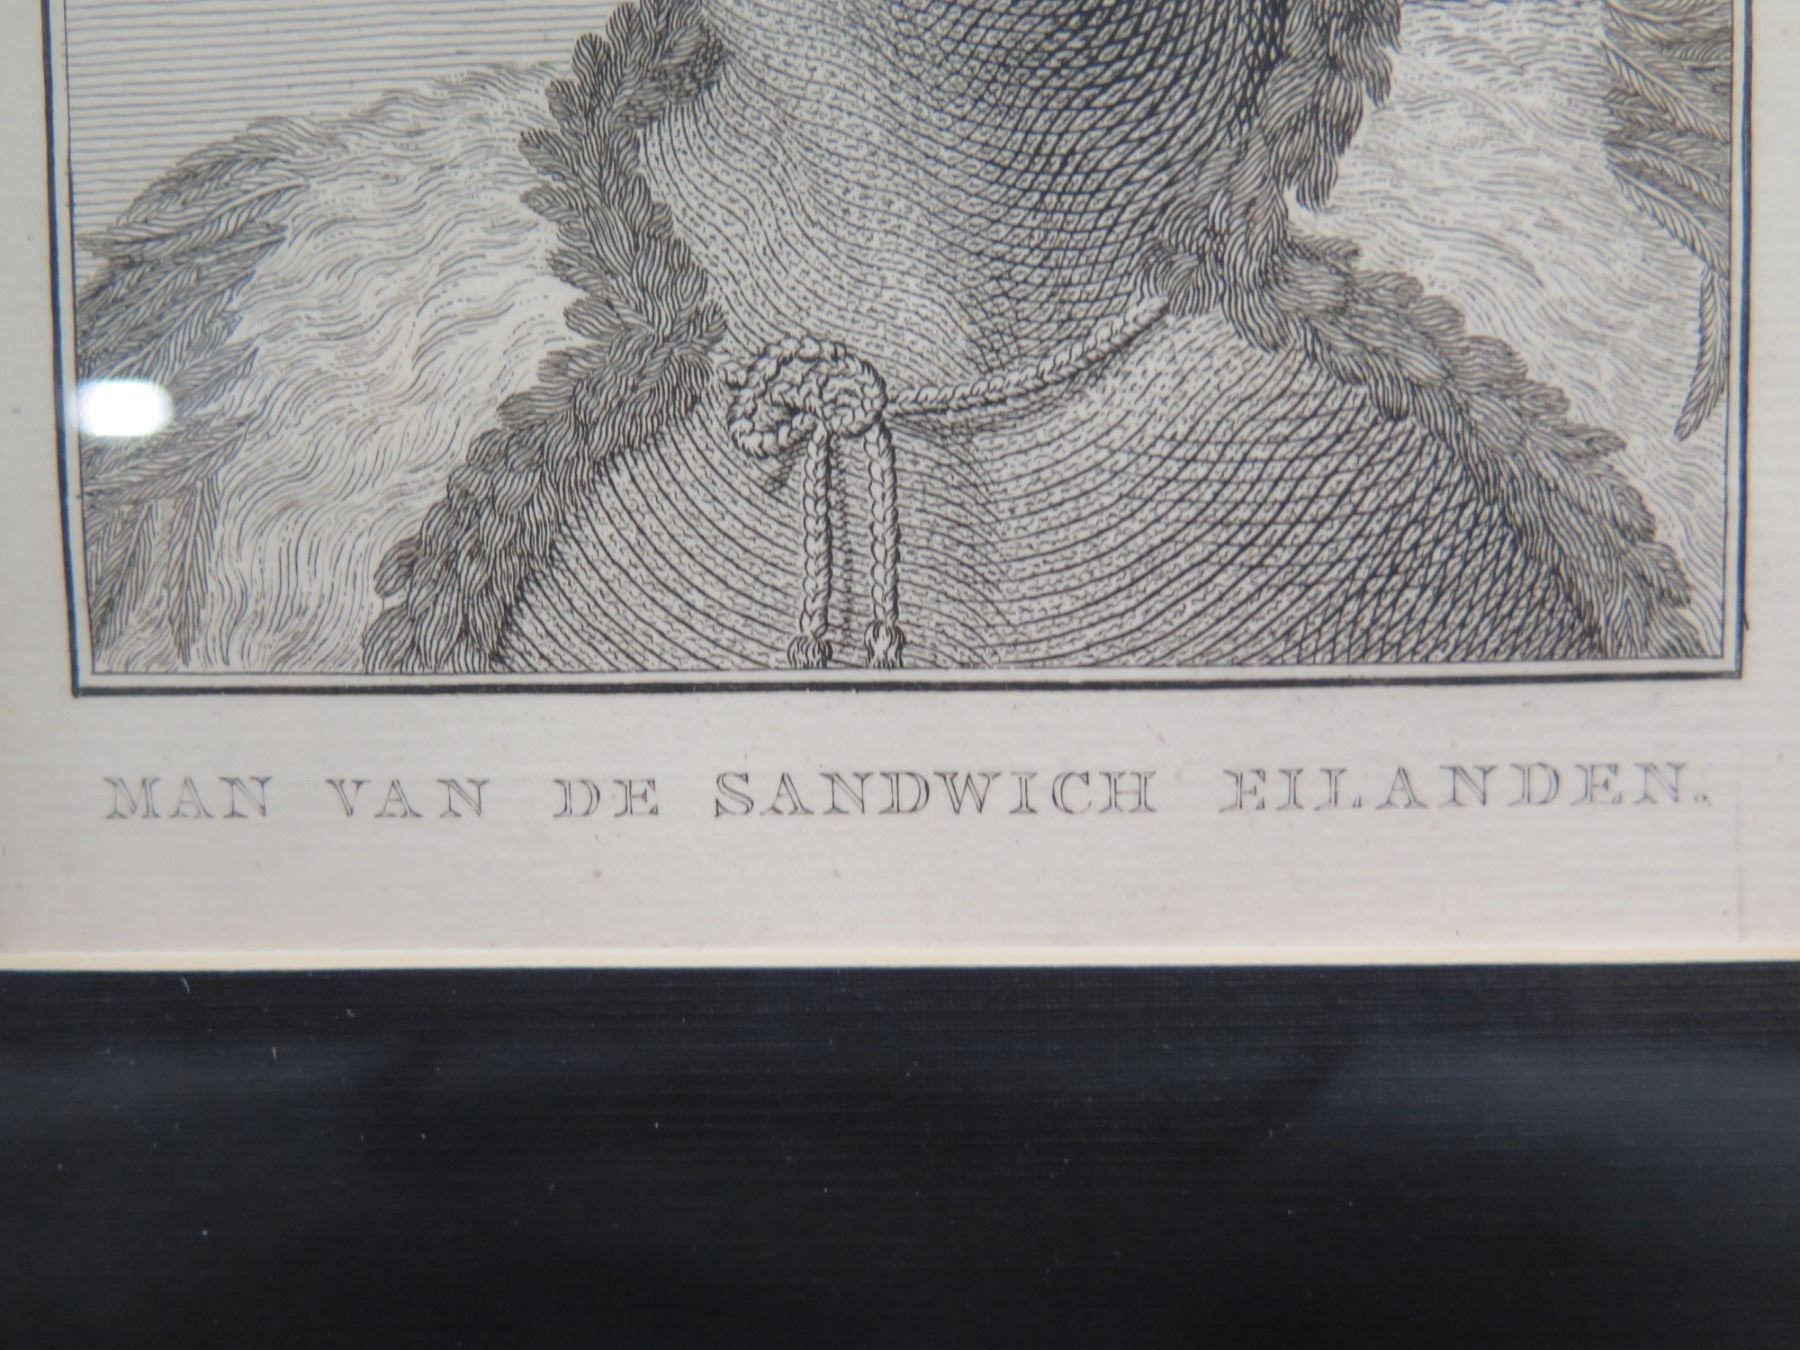 MAN VAN DE SANDWICH EILANDEN.